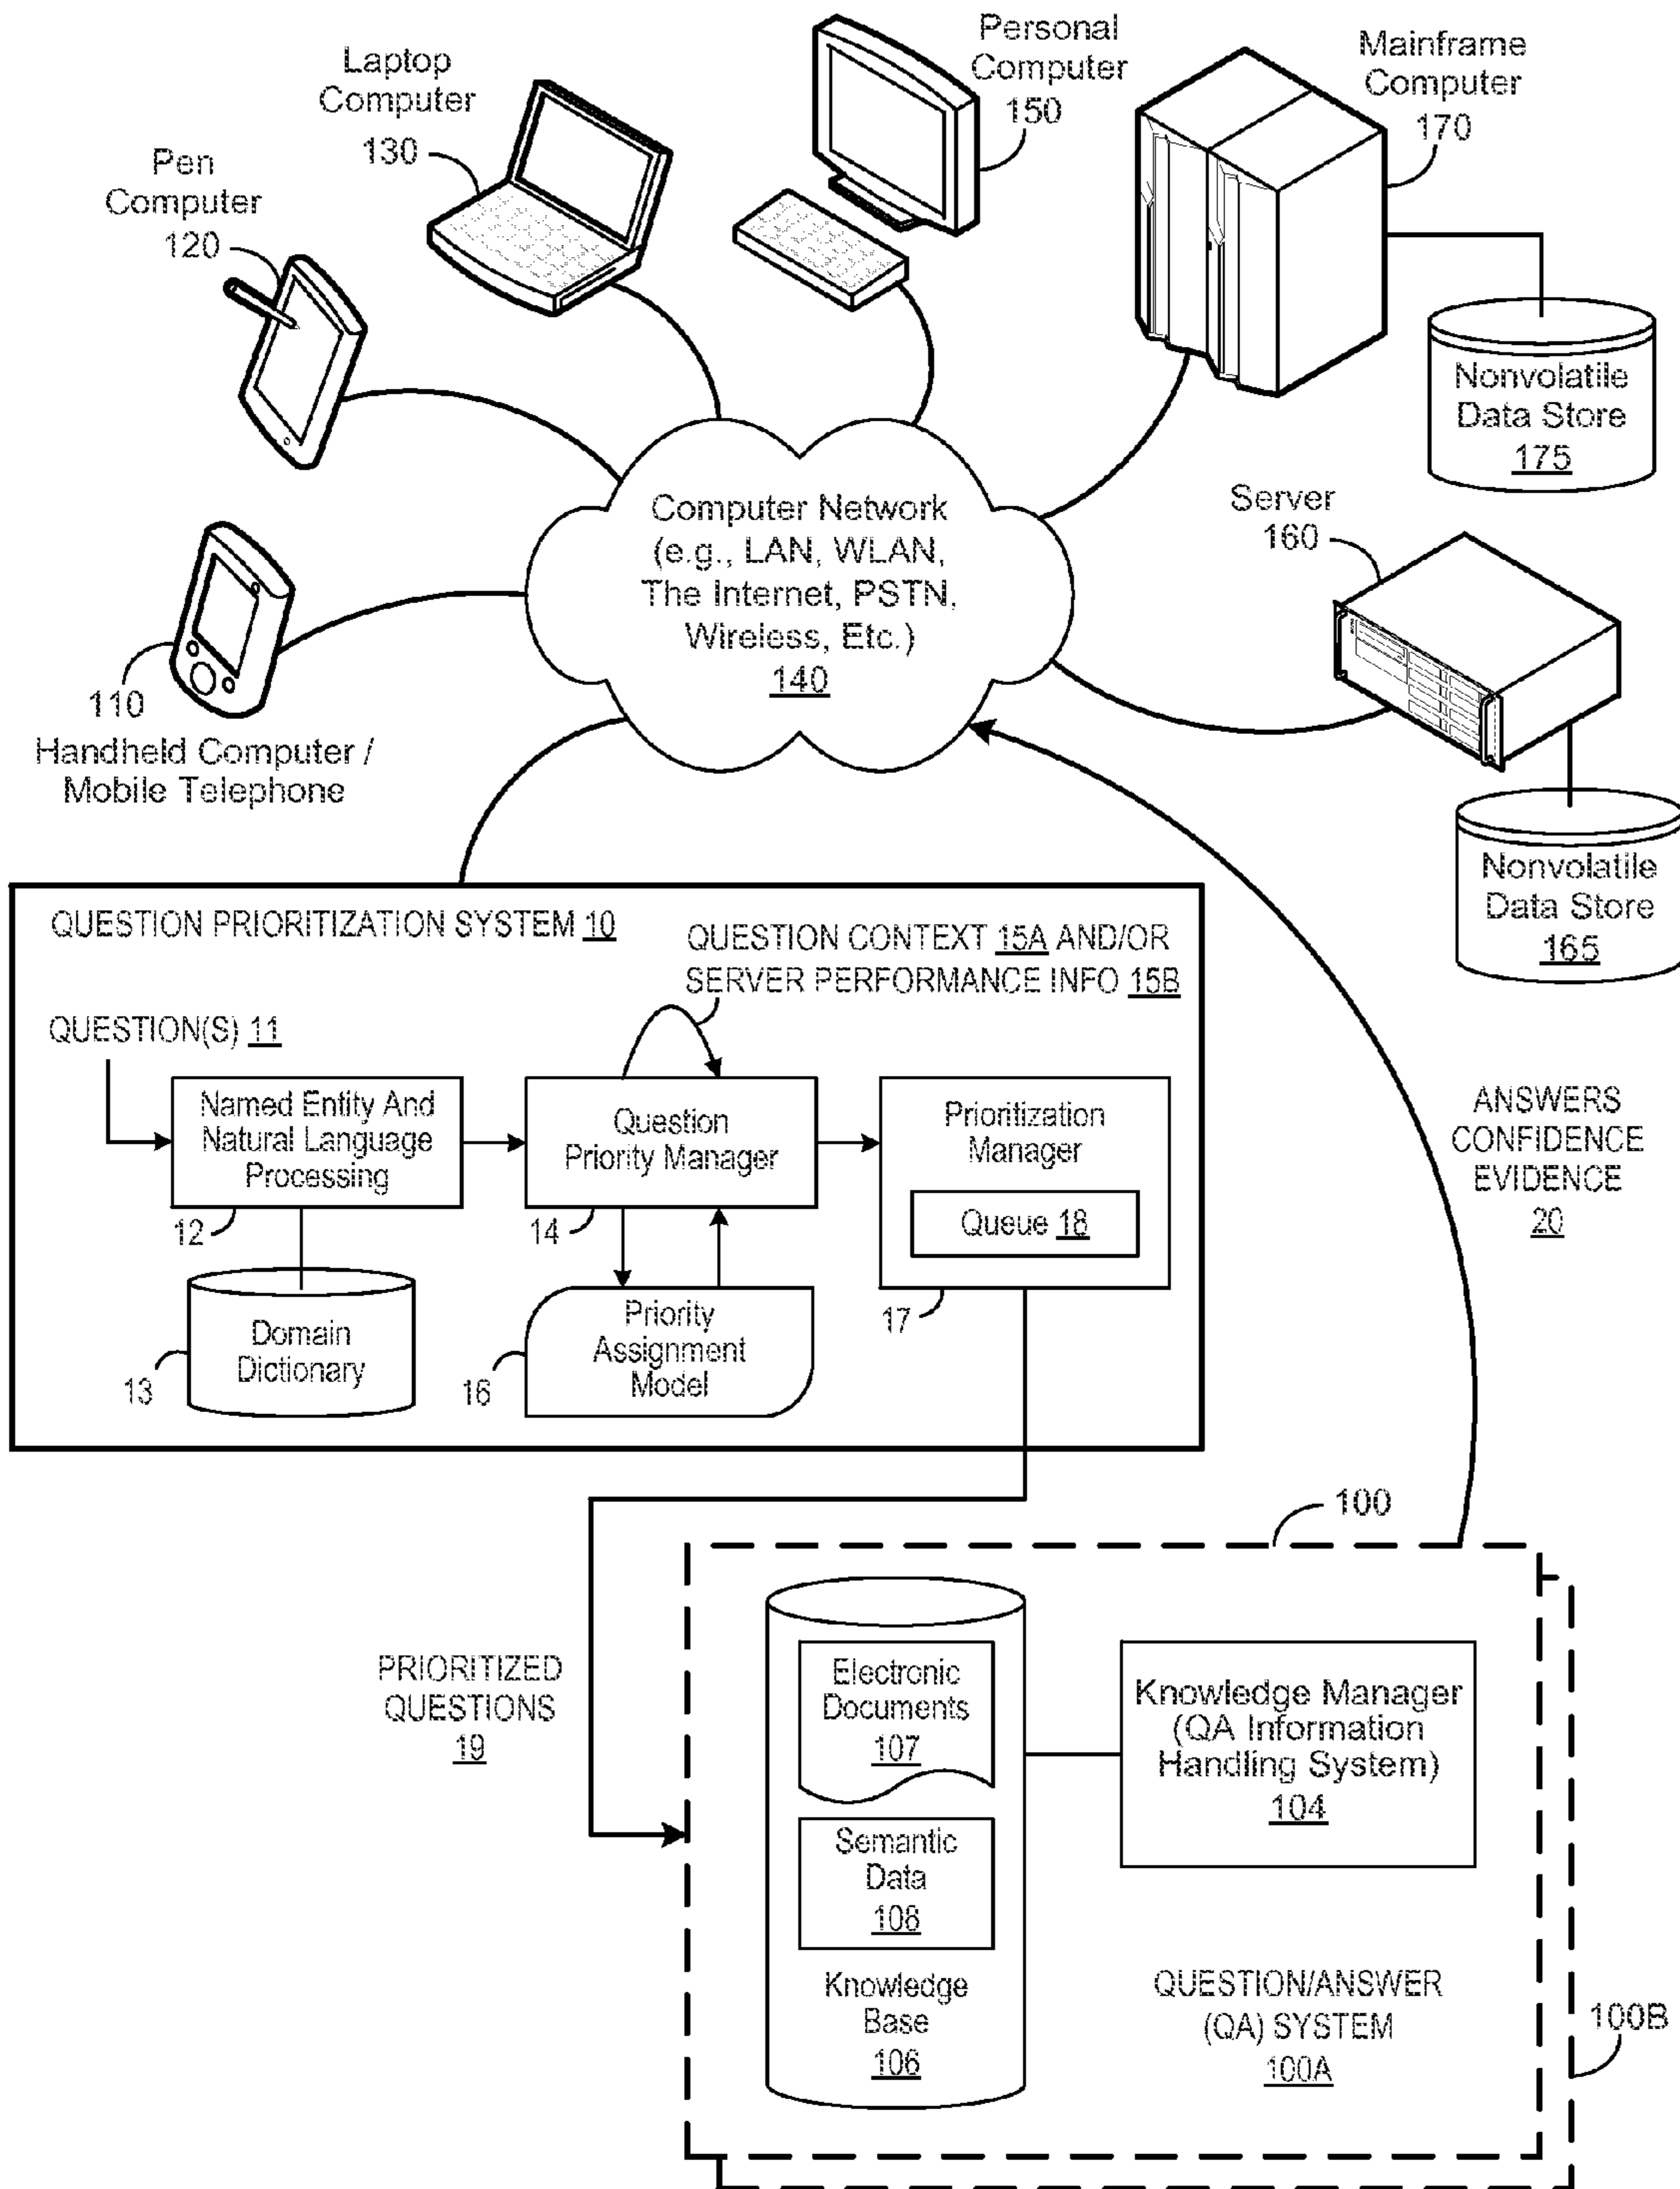 Personal
Computer
150
Mainframe
Computer
170
Laptop
Computer
130
Pen
Computer
120
Nonvolatile
Data Store
175
Server
160
Computer Network
(e.g., LAN, WLAN,
The Internet, PSTN,
Wireless, Etc.)
140
110
Handheld Computer /
Mobile Telephone
Nonvolatile
Data Store
165
QUESTION PRIORITIZATION SYSTEM 10
QUESTION CONTEXT 15A AND/OR
SERVER PERFORMANCE INFO 15B
QUESTION(S) 11
Named Entity And
Natural Language
Processing
12
Question
Priority Manager
14
Prioritization
Manager
Queue 18
17
Domain
Dictionary
13
Priority
Assignment
Model
16
ANSWERS
CONFIDENCE
EVIDENCE
20
100
PRIORITIZED
QUESTIONS
19
Electronic
Documents
107
Semantic
Data
108
Knowledge
Base
106
Knowledge Manager
(QA Information
Handling System)
104
QUESTION/ANSWER
(QA) SYSTEM
100A
100B